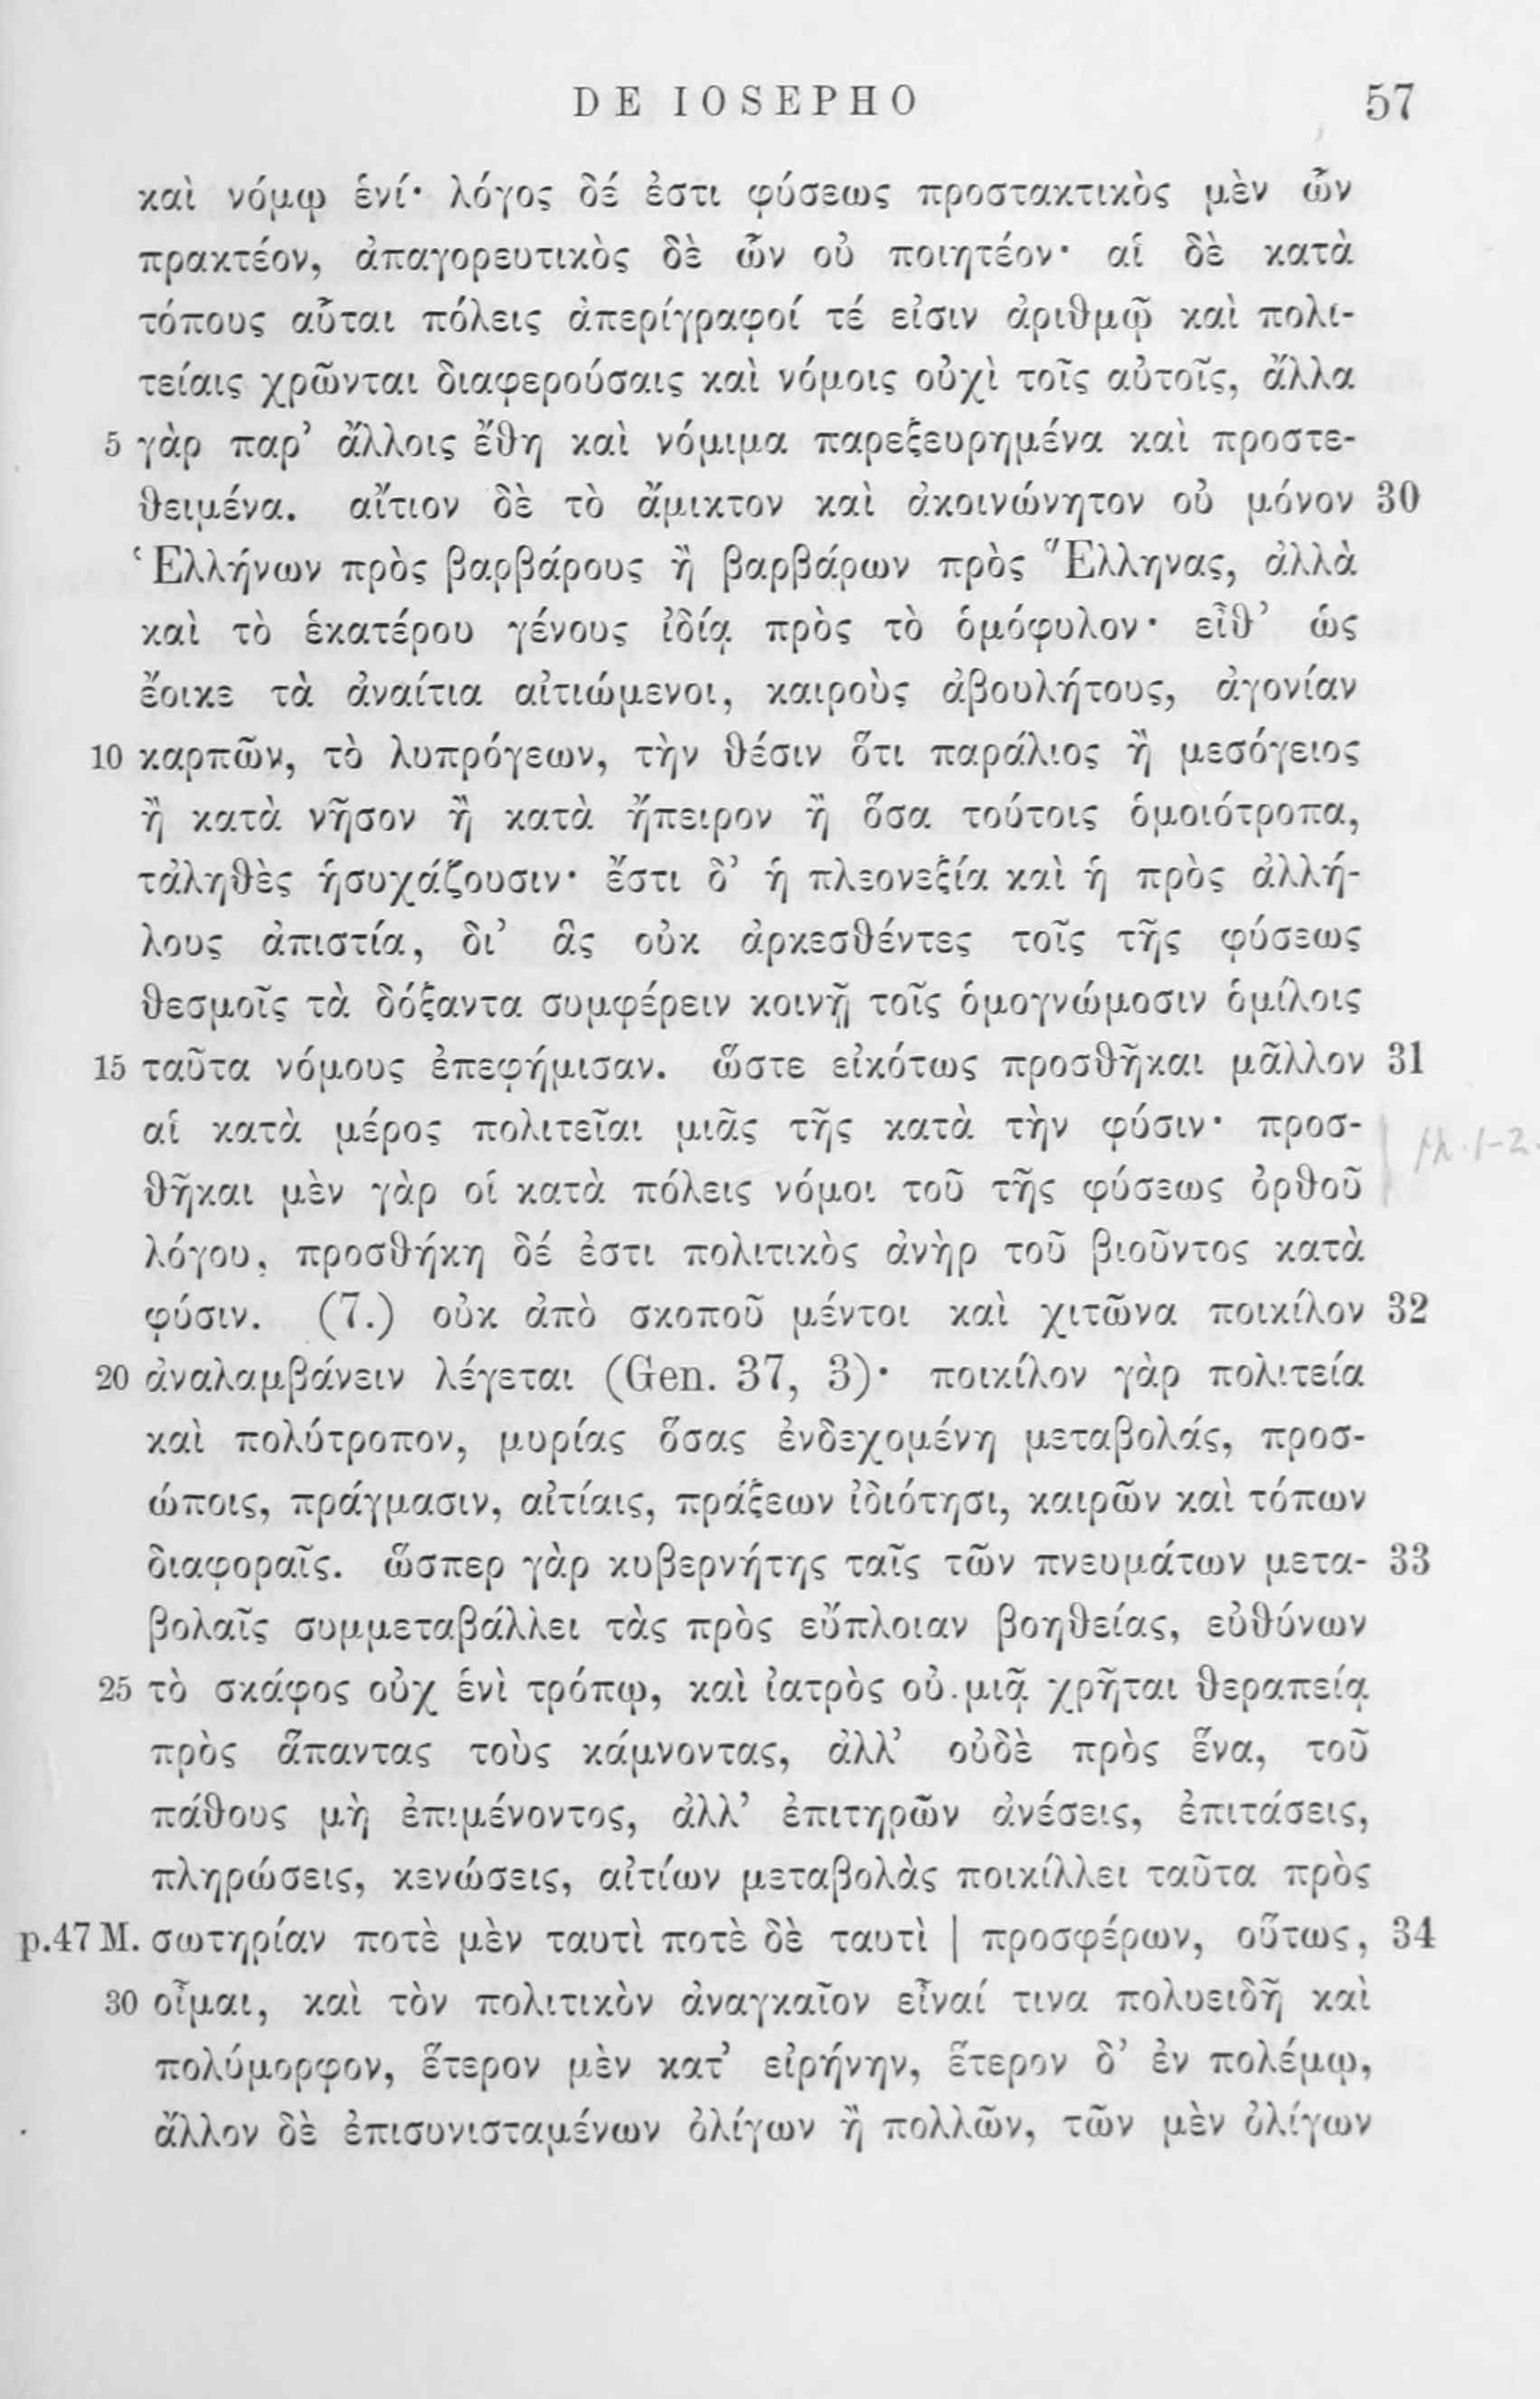 DE IOSEPHO 57
καὶ νόμῳ ἑνί· λόγος δέ ἐστι φύσεως προστακτικὸς μὲν ὧν
πρακτέον, ἀπαγορευτικὸς δὲ ὧν οὐ ποιητέον· αἱ δὲ κατὰ
τόπους αὗται πόλεις ἀπερίγραφοί τέ εἰσιν ἀριθμῷ καὶ πολι-
τείαις χρῶνται διαφερούσαις καὶ νόμοις οὐχὶ τοῖς αὐτοῖς, ἄλλα
5 γὰρ παρ’ ἄλλοις ἔθη καὶ νόμιμα παρεξευρημένα καὶ προστε-
θειμένα. αἴτιον δὲ τὸ ἄμικτον καὶ ἀκοινώνητον οὐ μόνον 30
Ἑλλήνων πρὸς βαρβάρους ἢ βαρβάρων πρὸς Ἕλληνας, ἀλλὰ
καὶ τὸ ἑκατέρου γένους ἰδίᾳ πρὸς τὸ ὁμόφυλον· εἶθ’ ὡς
ἔοικε τὰ ἀναίτια αἰτιώμενοι, καιροὺς ἀβουλήτους, ἀγονίαν
10 καρπῶν, τὸ λυπρόγεων, τὴν θέσιν ὅτι παράλιος ἢ μεσόγειος
ἢ κατὰ νῆσον ἢ κατὰ ἤπειρον ἢ ὅσα τούτοις ὁμοιότροπα,
τἀληθὲς ἡσυχάζουσιν· ἔστι δ’ ἡ πλεονεξία καὶ ἡ πρὸς ἀλλή-
λους ἀπιστία, δι’ ἃς οὐκ ἀρκεσθέντες τοῖς τῆς φύσεως
θεσμοῖς τὰ δόξαντα συμφέρειν κοινῇ τοῖς ὁμογνώμοσιν ὁμίλοις
15 ταῦτα νόμους ἐπεφήμισαν. ὥστε εἰκότως προσθῆκαι μᾶλλον 31
αἱ κατὰ μέρος πολιτεῖαι μιᾶς τῆς κατὰ τὴν φύσιν· προσ-
θῆκαι μὲν γὰρ οἱ κατὰ πόλεις νόμοι τοῦ τῆς φύσεως ὀρθοῦ
λόγου, προσθήκη δέ ἐστι πολιτικὸς ἀνὴρ τοῦ βιοῦντος κατὰ
φύσιν. (7.) οὐκ ἀπὸ σκοποῦ μέντοι καὶ χιτῶνα ποικίλον 32
20 ἀναλαμβάνειν λέγεται (Gen. 37, 3)· ποικίλον γὰρ πολιτεία
καὶ πολύτροπον, μυρίας ὅσας ἐνδεχομένη μεταβολάς, προσ-
ώποις, πράγμασιν, αἰτίαις, πράξεων ἰδιότησι, καιρῶν καὶ τόπων
διαφοραῖς. ὥσπερ γὰρ κυβερνήτης ταῖς τῶν πνευμάτων μετα- 33
βολαῖς συμμεταβάλλει τὰς πρὸς εὔπλοιαν βοηθείας, εὐθύνων
25 τὸ σκάφος οὐχ ἑνὶ τρόπῳ, καὶ ἰατρὸς οὐ μιᾷ χρῆται θεραπείᾳ
πρὸς ἅπαντας τοὺς κάμνοντας, ἀλλ’ οὐδὲ πρὸς ἕνα, τοῦ
πάθους μὴ ἐπιμένοντος, ἀλλ’ ἐπιτηρῶν ἀνέσεις, ἐπιτάσεις,
πληρώσεις, κενώσεις, αἰτίων μεταβολὰς ποικίλλει ταῦτα πρὸς
p.47 M. σωτηρίαν ποτὲ μὲν ταυτὶ ποτὲ δὲ ταυτὶ | προσφέρων, οὕτως, 34
30 οἶμαι, καὶ τὸν πολιτικὸν ἀναγκαῖον εἶναί τινα πολυειδῆ καὶ
πολύμορφον, ἕτερον μὲν κατ’ εἰρήνην, ἕτερον δ’ ἐν πολέμῳ,
ἄλλον δὲ ἐπισυνισταμένων ὀλίγων ἢ πολλῶν, τῶν μὲν ὀλίγων